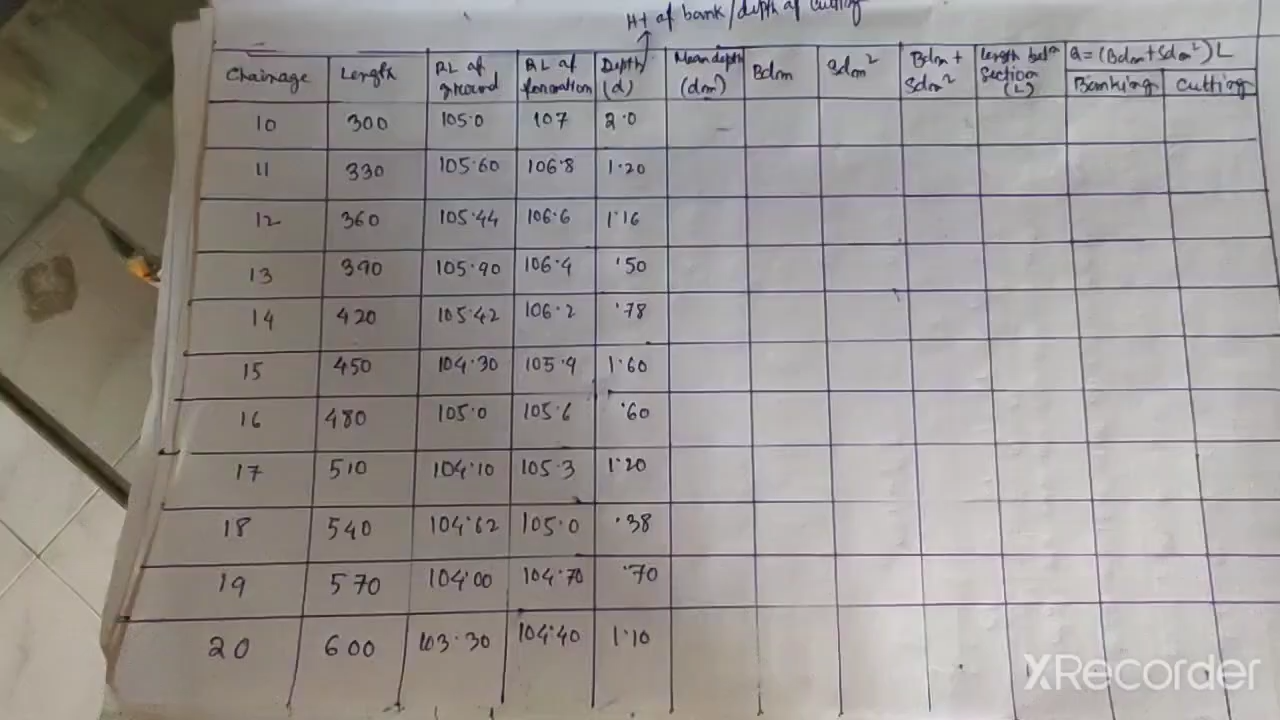 Ht of bank/depth of cutting
Chainage Length RL of ground RL of formation Depth (d) Mean depth (dm) Bdm Sdm² Bdm + Sdm² Length betn section (L) Q = (Bdm + Sdm²) L
Banking Cutting
10 300 105.0 107 2.0 -
11 330 105.60 106.8 1.20
12 360 105.44 106.6 1.16
13 390 105.90 106.4 .50
14 420 105.42 106.2 .78
15 450 104.30 105.9 1.60
16 480 105.0 105.6 .60
17 510 104.10 105.3 1.20
18 540 104.62 105.0 .38
19 570 104.00 104.70 .70
20 600 103.30 104.40 1.10
XRecorder